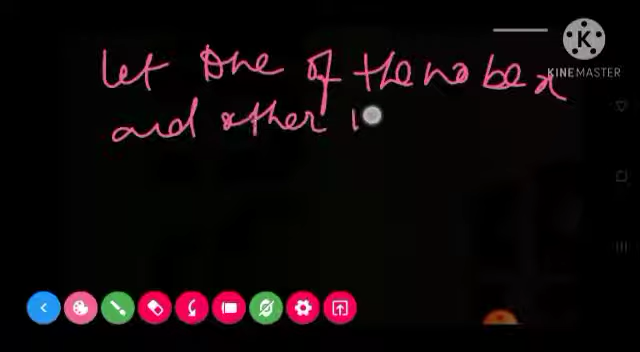 let one of the no be x
and other i
KINEMASTER